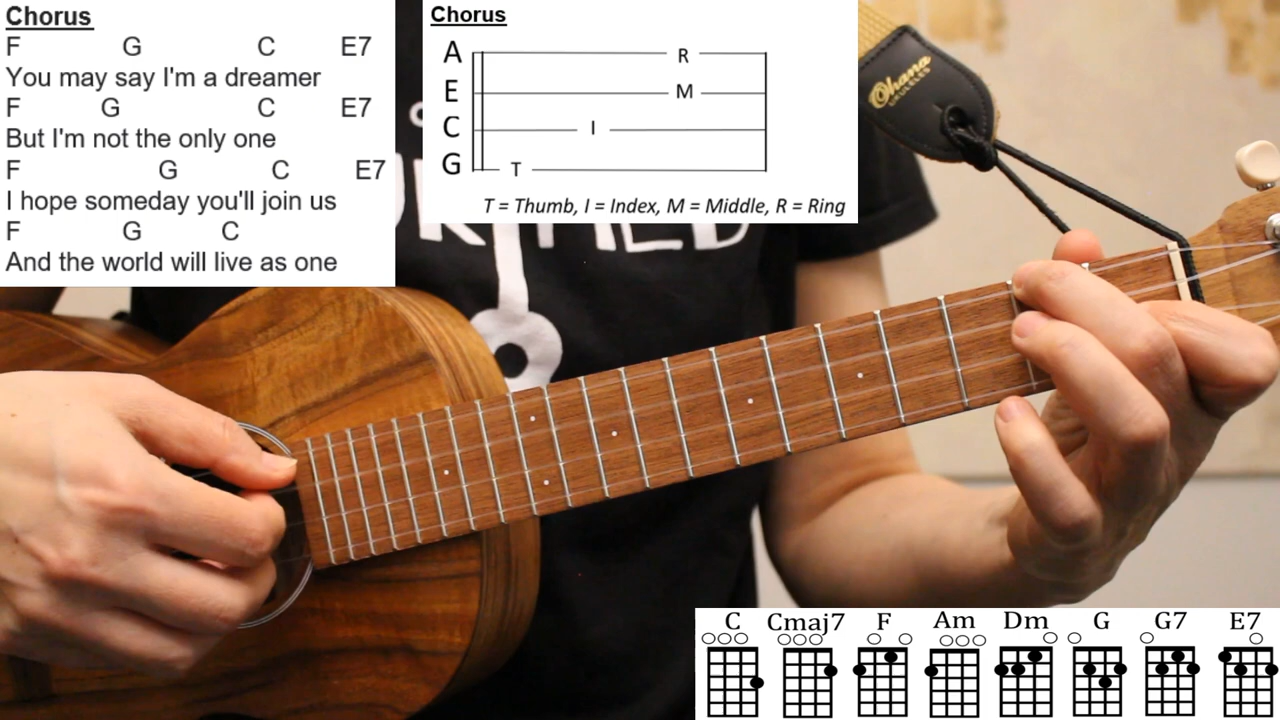 Chorus
F G C E7
You may say I'm a dreamer
F G C E7
But I'm not the only one
F G C E7
I hope someday you'll join us
F G C
And the world will live as one
Chorus
A R
E M
C I
G T
T = Thumb, I = Index, M = Middle, R = Ring
Ohana
UKULELES
C Cmaj7 F Am Dm G G7 E7